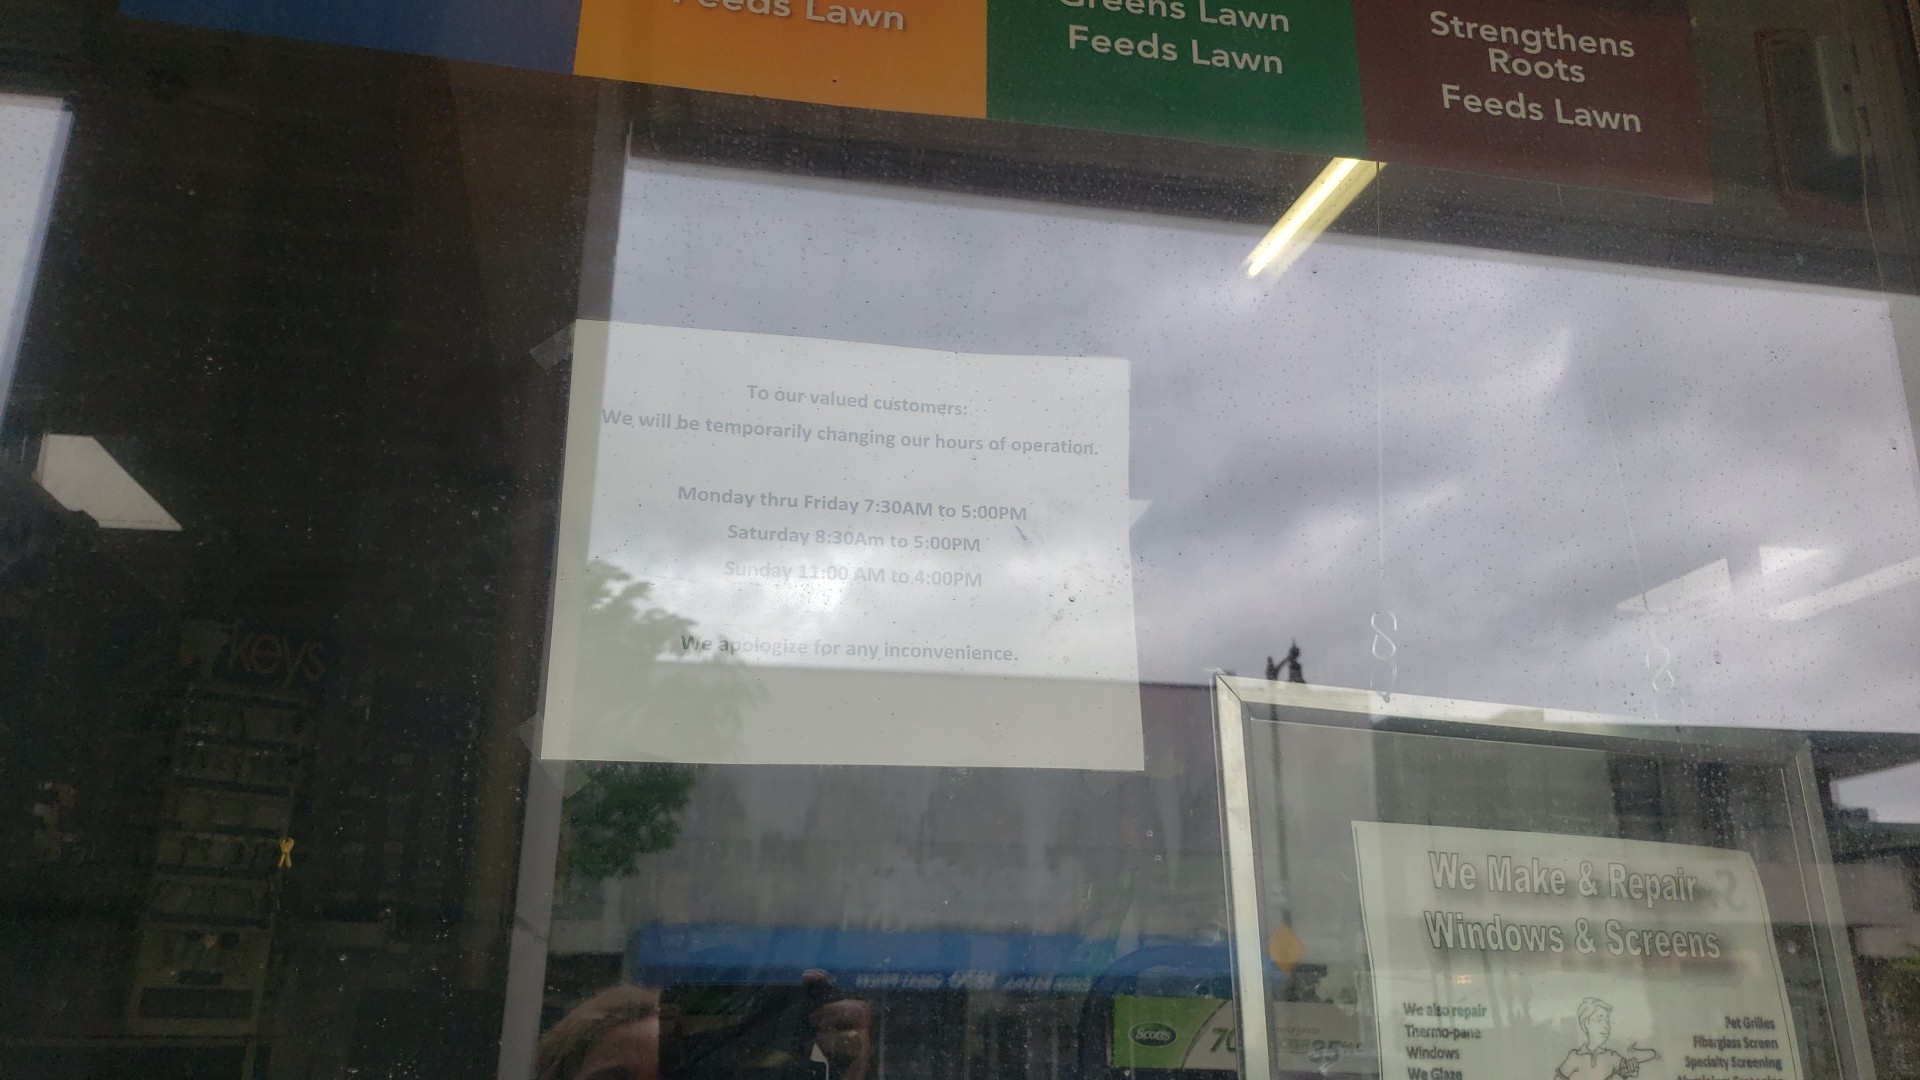 Feeds Lawn
Greens Lawn
Feeds Lawn
Strengthens
Roots
Feeds Lawn
To our valued customers:
We will be temporarily changing our hours of operation.
Monday thru Friday 7:30AM to 5:00PM
Saturday 8:30Am to 5:00PM
Sunday 11:00 AM to 4:00PM
We apologize for any inconvenience.
keys
We Make & Repair
Windows & Screens
We also repair
Thermo-pane
Windows
We Glaze
Pet Grilles
Fiberglass Screen
Specialty Screening
Scotts